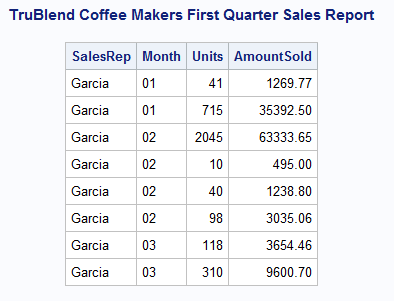 TruBlend Coffee Makers First Quarter Sales Report
SalesRep Month Units AmountSold
Garcia 01 41 1269.77
Garcia 01 715 35392.50
Garcia 02 2045 63333.65
Garcia 02 10 495.00
Garcia 02 40 1238.80
Garcia 02 98 3035.06
Garcia 03 118 3654.46
Garcia 03 310 9600.70